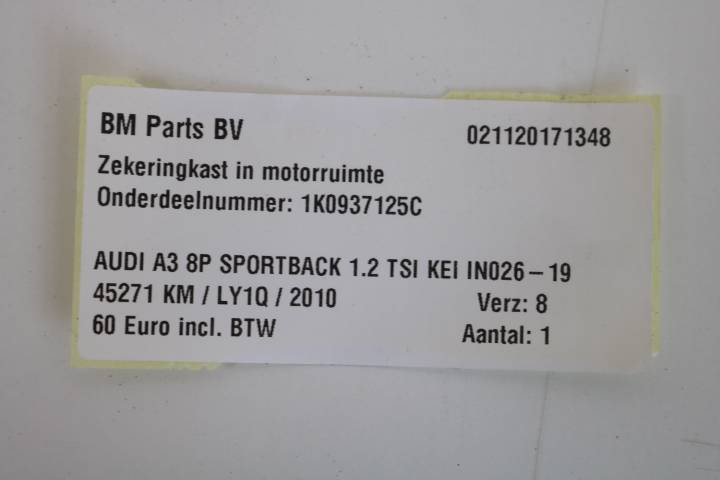 BM Parts BV 021120171348
Zekeringkast in motorruimte
Onderdeelnummer: 1K0937125C
AUDI A3 8P SPORTBACK 1.2 TSI KEI IN026-19
45271 KM / LY1Q / 2010 Verz: 8
60 Euro incl. BTW Aantal: 1